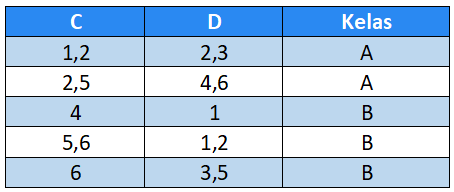 C D Kelas
1,2 2,3 A
2,5 4,6 A
4 1 B
5,6 1,2 B
6 3,5 B